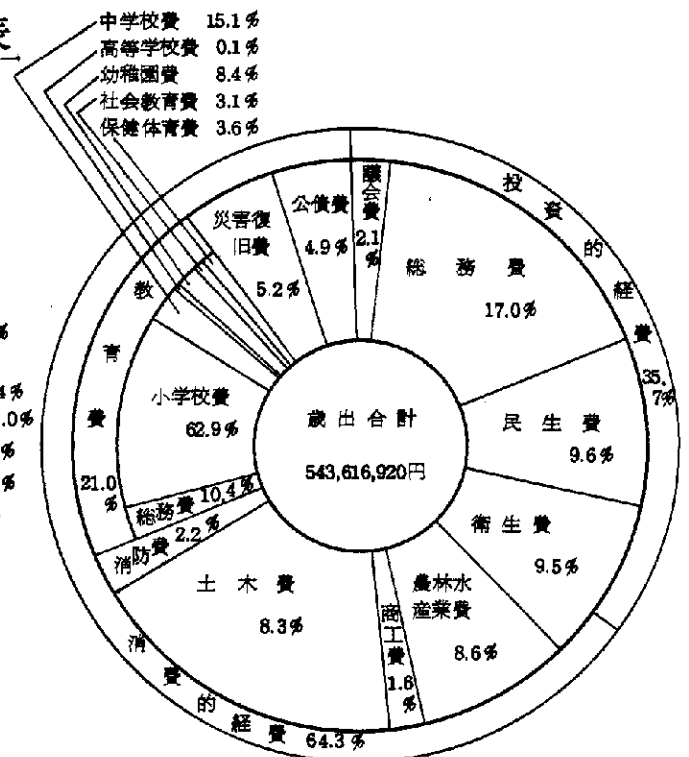 表
中学校費 15.1%
高等学校費 0.1%
幼稚園費 8.4%
社会教育費 3.1%
保健体育費 3.6%
投資的経費
35.7%
議会費
2.1%
公債費
4.9%
災害復旧費
5.2%
総務費
17.0%
教育費
21.0%
小学校費
62.9%
歳出合計
543,616,920円
民生費
9.6%
衛生費
9.5%
総務費 10.4%
消防費 2.2%
土木費
8.3%
商工費
1.6%
農林水産業費
8.6%
消費的経費 64.3%
%
4%
.0%
%
%